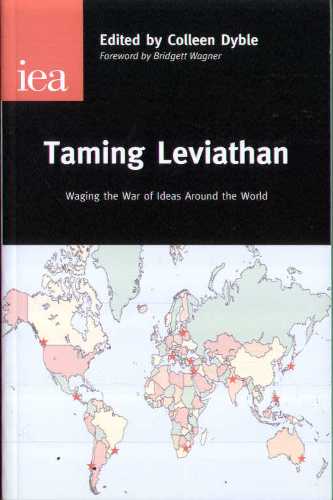 Edited by Colleen Dyble
Foreword by Bridgett Wagner
iea
Taming Leviathan
Waging the War of Ideas Around the World